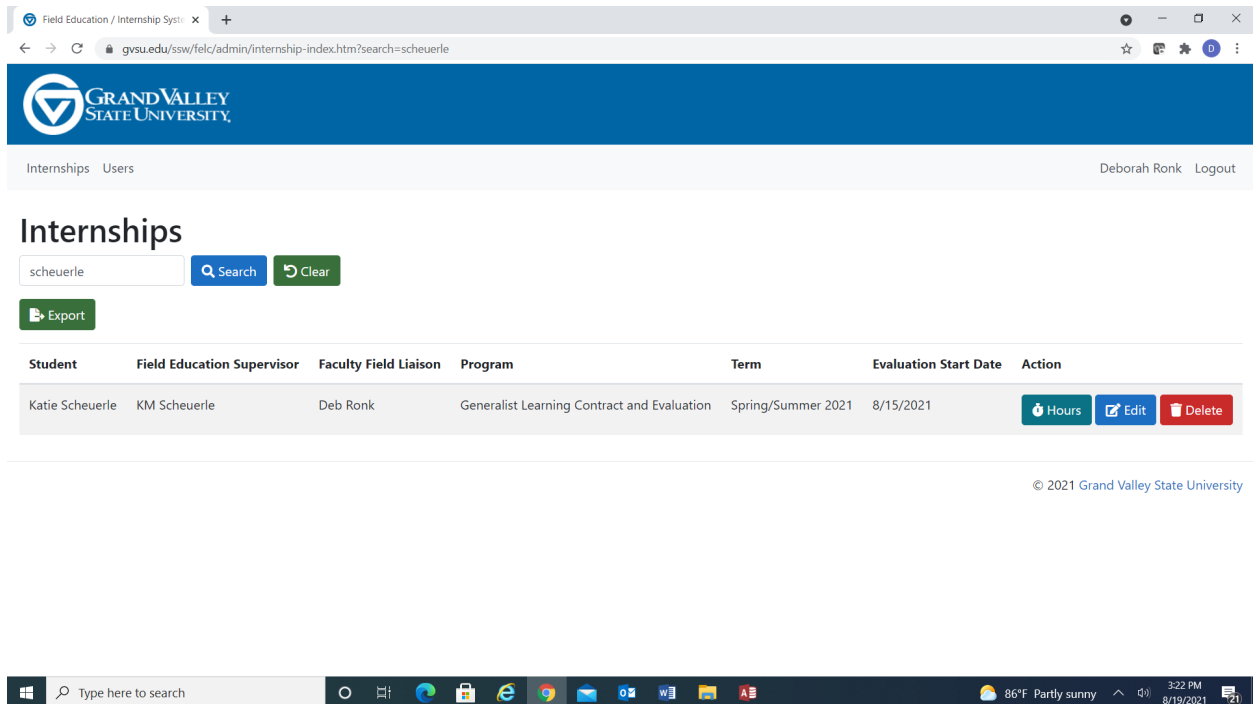 Field Education / Internship Syste
gvsu.edu/ssw/felc/admin/internship-index.htm?search=scheuerle
D
GRAND VALLEY
STATE UNIVERSITY
Internships Users Deborah Ronk Logout
Internships
scheuerle Search Clear
Export
Student Field Education Supervisor Faculty Field Liaison Program Term Evaluation Start Date Action
Katie Scheuerle KM Scheuerle Deb Ronk Generalist Learning Contract and Evaluation Spring/Summer 2021 8/15/2021 Hours Edit Delete
© 2021 Grand Valley State University
Type here to search 86°F Partly sunny 3:22 PM
8/19/2021 21